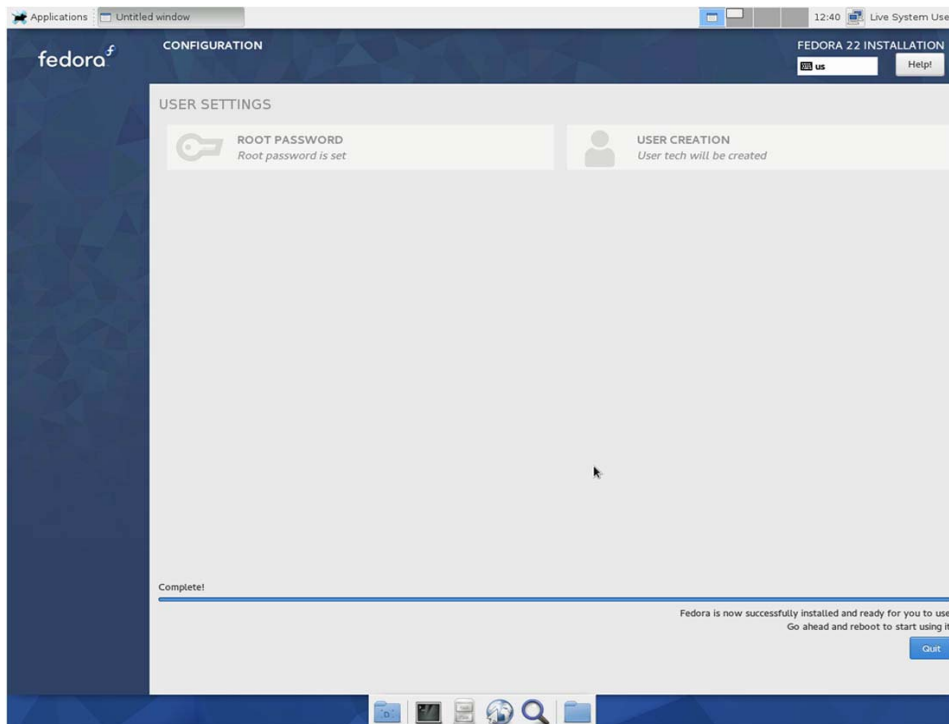 Applications
Untitled window
12:40
Live System Use
fedora
CONFIGURATION
FEDORA 22 INSTALLATION
us
Help!
USER SETTINGS
ROOT PASSWORD
Root password is set
USER CREATION
User tech will be created
Complete!
Fedora is now successfully installed and ready for you to use
Go ahead and reboot to start using it
Quit